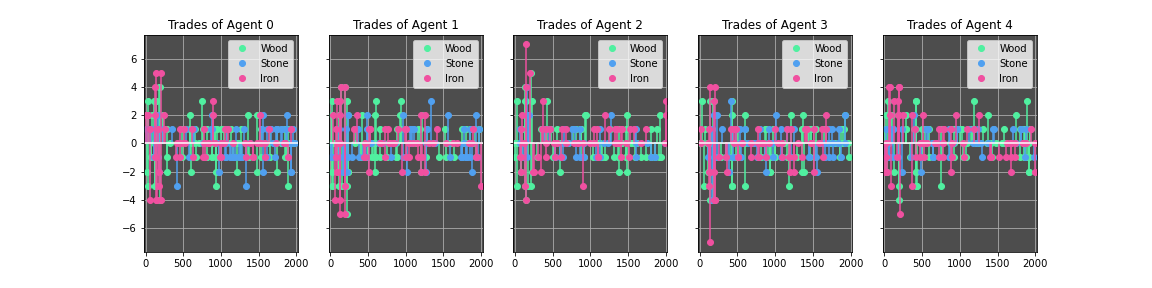 Trades of Agent 0
Trades of Agent 1
Trades of Agent 2
Trades of Agent 3
Trades of Agent 4
Wood
Stone
Iron
Wood
Stone
Iron
Wood
Stone
Iron
Wood
Stone
Iron
Wood
Stone
Iron
6
4
2
0
−2
−4
−6
0 500 1000 1500 2000
0 500 1000 1500 2000
0 500 1000 1500 2000
0 500 1000 1500 2000
0 500 1000 1500 2000